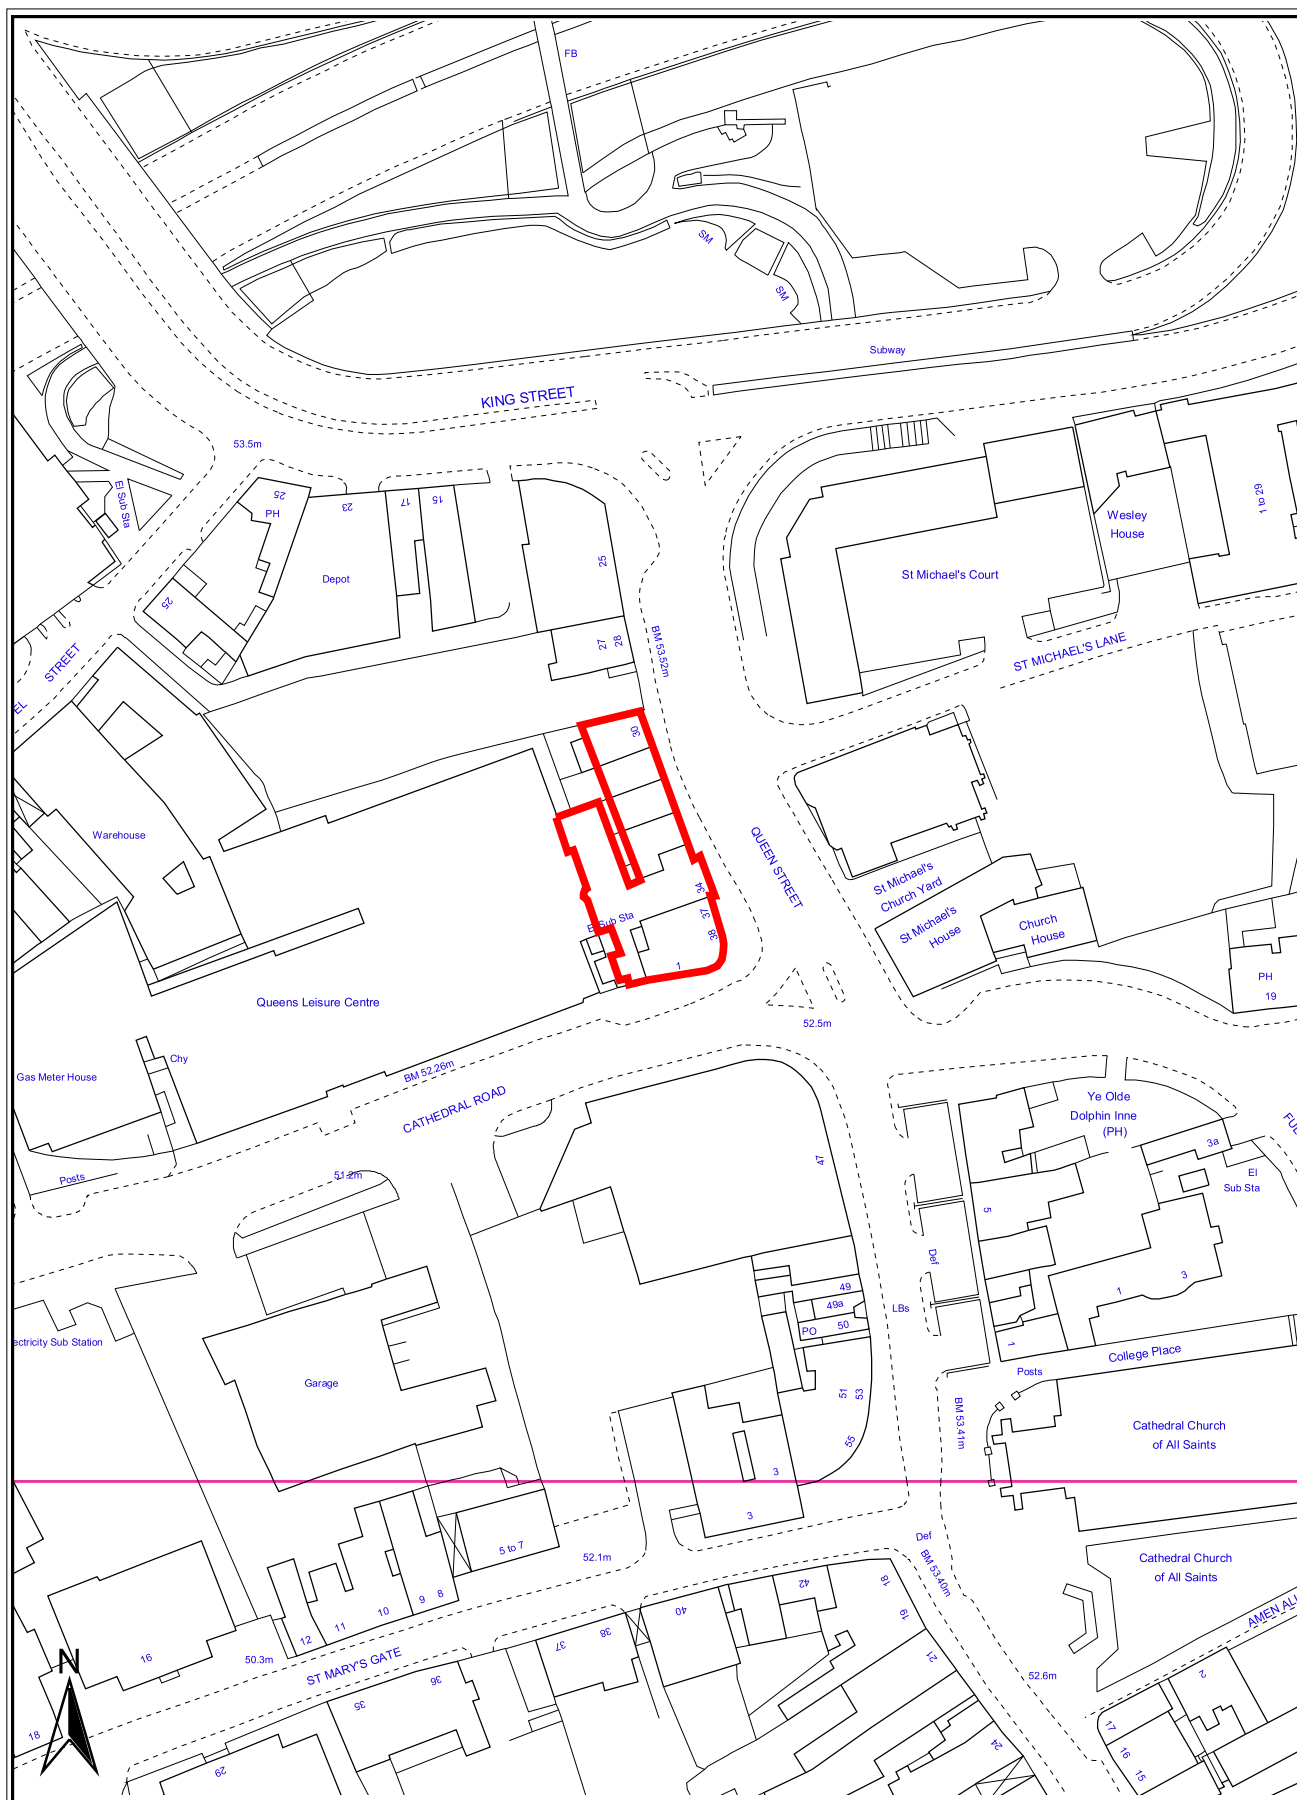 FB
SM
SM
Subway
KING STREET
53.5m
El Sub Sta
25
PH
23
17
15
25
Depot
25
27
28
BM 53.52m
Wesley
House
1 to 29
St Michael's Court
ST MICHAEL'S LANE
STREET
EL
30
Warehouse
QUEEN STREET
St Michael's
Church Yard
St Michael's
House
Church
House
34
37
38
El Sub Sta
1
PH
19
Queens Leisure Centre
52.5m
Chy
Gas Meter House
BM 52.26m
CATHEDRAL ROAD
Ye Olde
Dolphin Inne
(PH)
3a
El
Sub Sta
FUL
47
Posts
51.2m
5
Def
3
1
49
49a
50
PO
LBs
ectricity Sub Station
1
College Place
Posts
Garage
51
53
55
BM 53.41m
Cathedral Church
of All Saints
3
3
Def
5 to 7
52.1m
BM 53.40m
Cathedral Church
of All Saints
42
18
19
9
8
10
11
12
40
38
37
AMEN ALL
16
50.3m
ST MARY'S GATE
N
36
35
21
52.6m
2
18
29
24
17
16
15